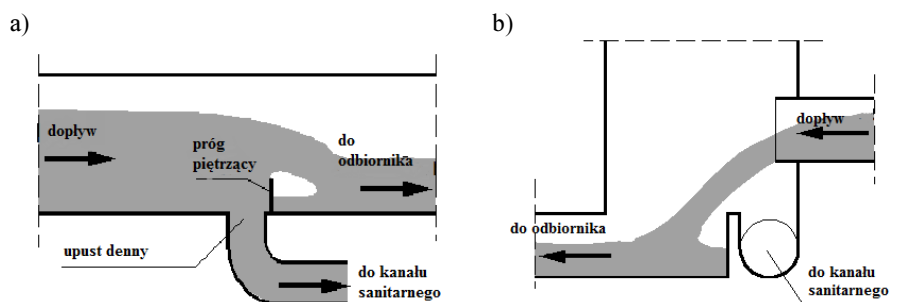 a)
dopływ
próg
piętrzący
do
odbiornika
upust denny
do kanału
sanitarnego
b)
dopływ
do odbiornika
do kanału
sanitarnego